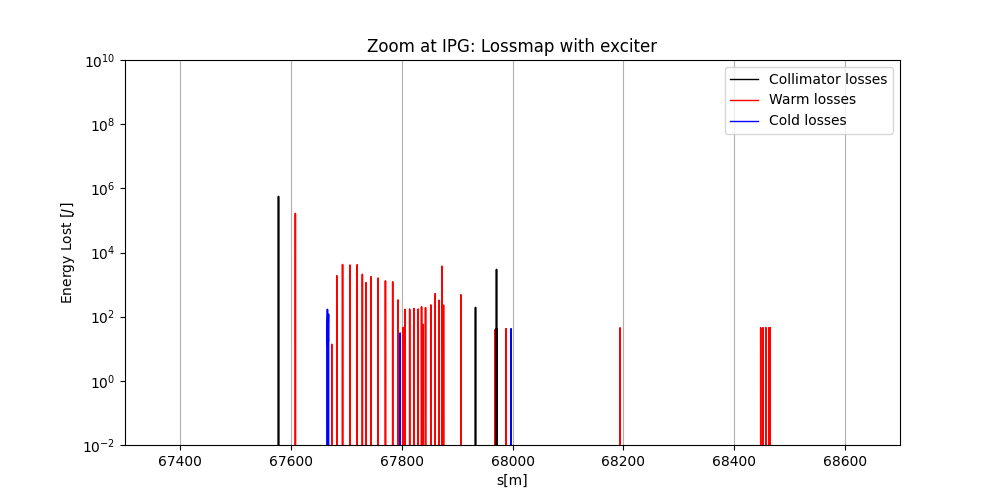 Zoom at IPG: Lossmap with exciter
Energy Lost [J]
10^10
10^8
10^6
10^4
10^2
10^0
10^−2
Collimator losses
Warm losses
Cold losses
67400 67600 67800 68000 68200 68400 68600
s[m]